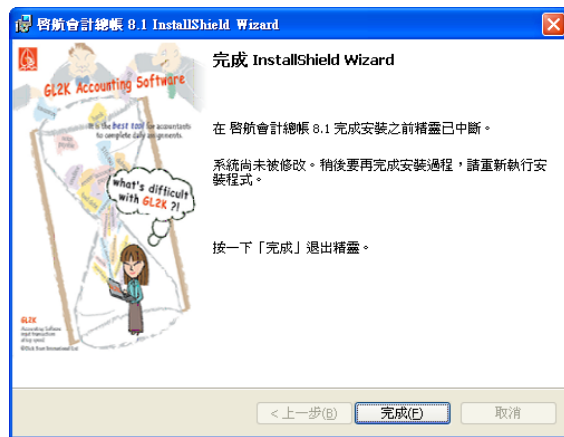 啓航會計總帳 8.1 InstallShield Wizard
GL2K Accounting Software
It is the best tool for accountants
to complete daily assignments.
what's difficult
with GL2K ?!
GL2K
Accounting Software
完成 InstallShield Wizard
在 啓航會計總帳 8.1 完成安裝之前精靈已中斷。
系統尚未被修改。稍後要再完成安裝過程，請重新執行安
裝程式。
按一下「完成」退出精靈。
<上一步(B)
完成(F)
取消